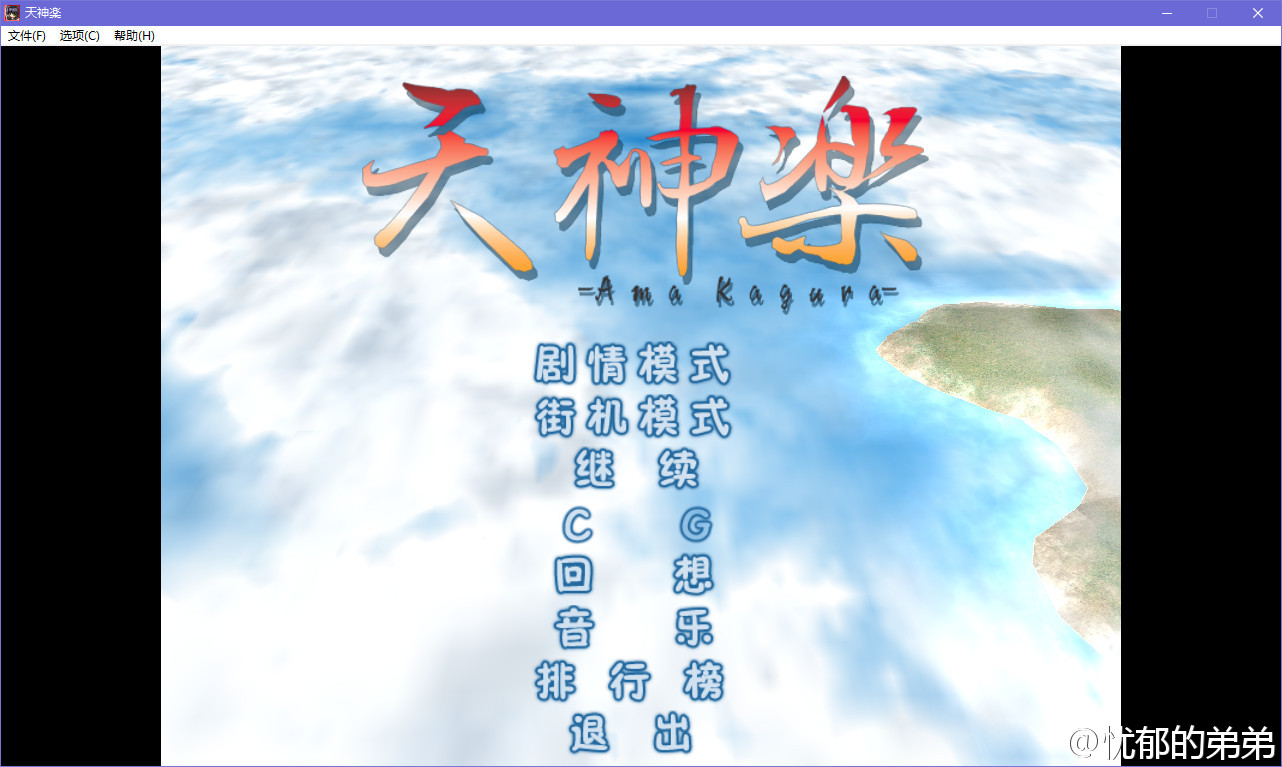 天神楽
文件(F) 选项(C) 帮助(H)
天神楽
-Ama Kagura-
剧情模式
街机模式
继续
CG
回想
音乐
排行榜
退出
@忧郁的弟弟